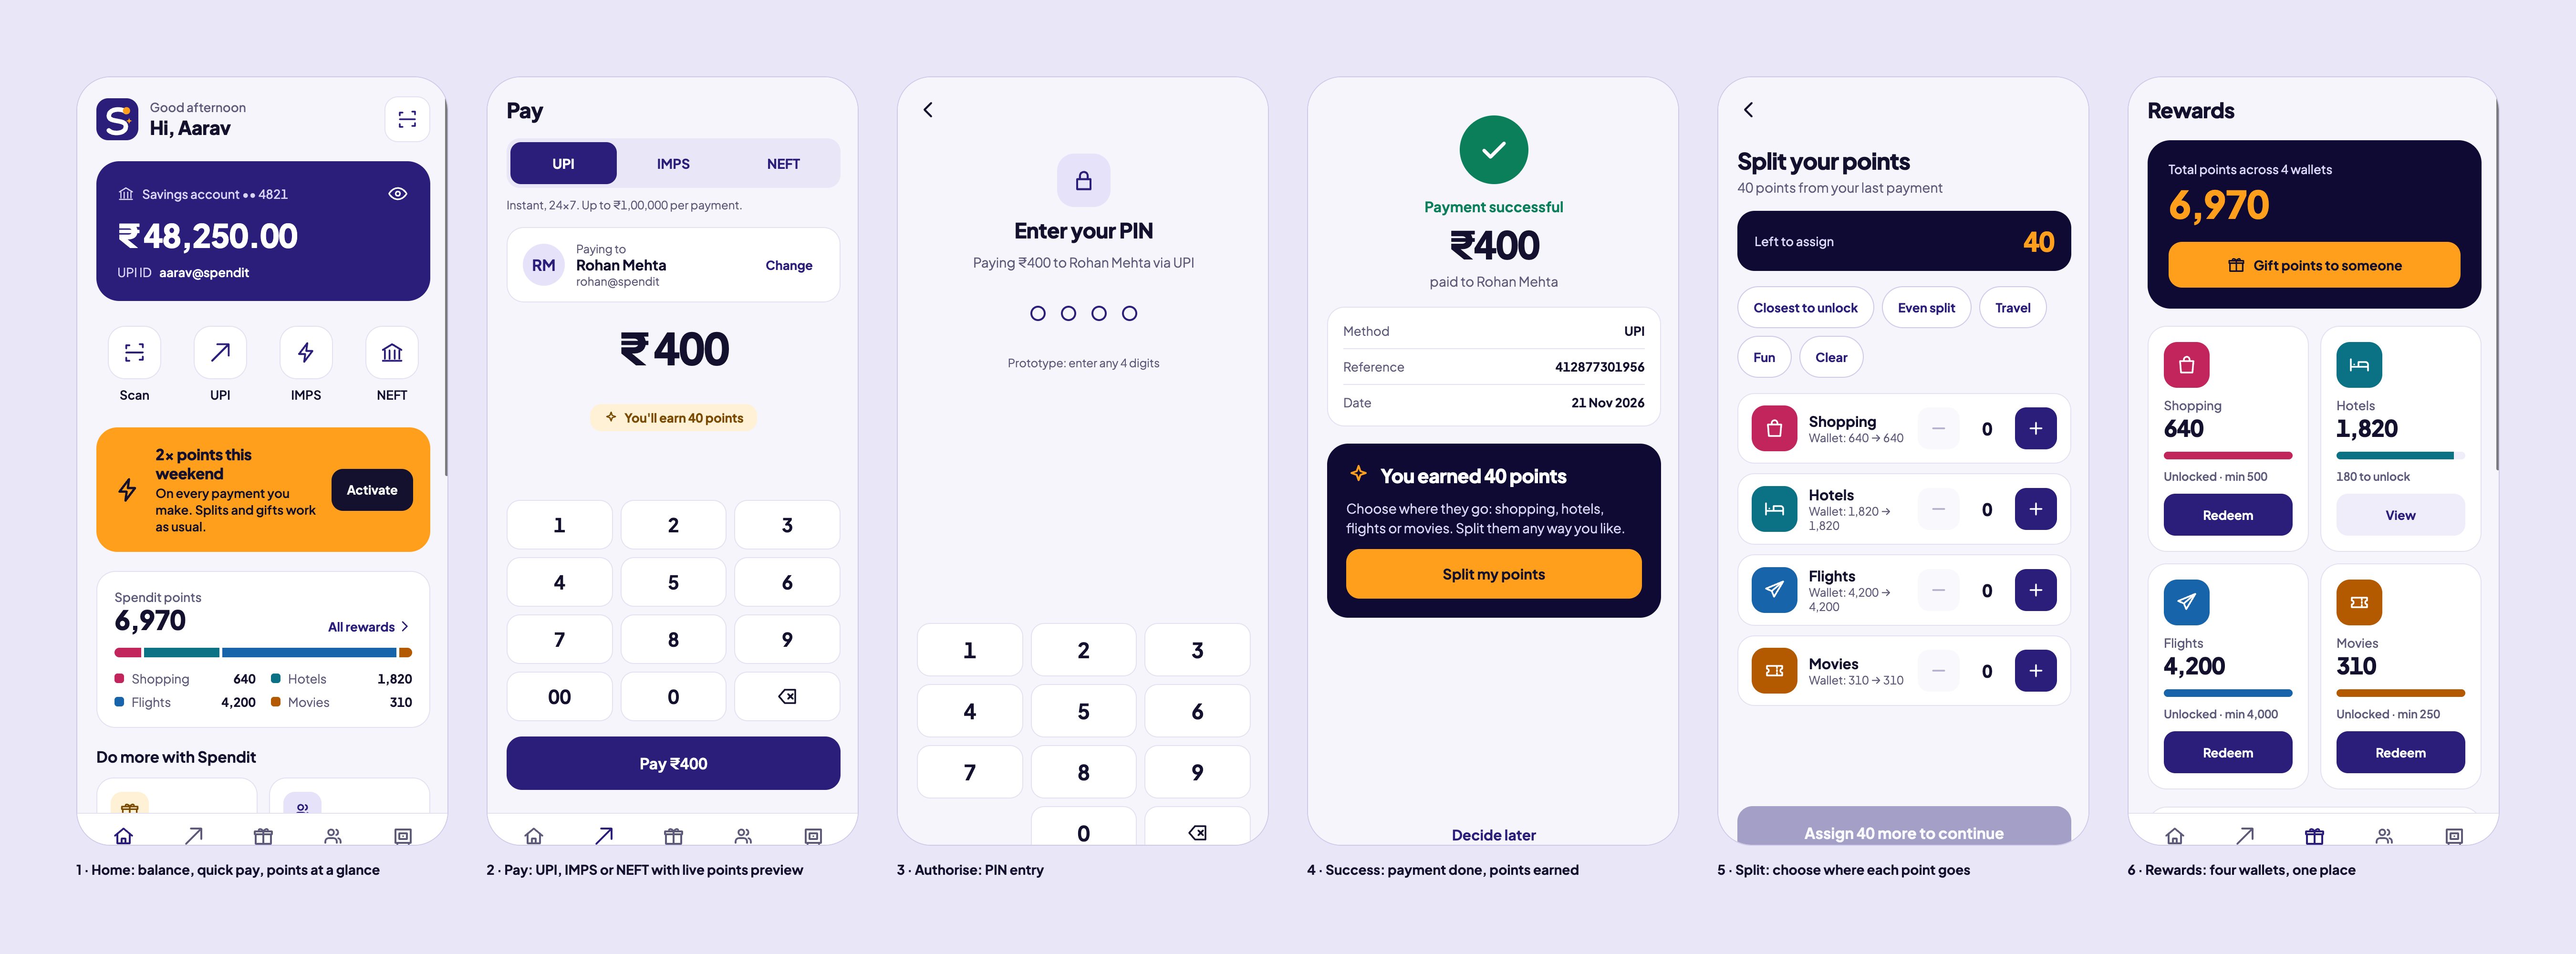 S
Good afternoon
Hi, Aarav
Savings account •• 4821
₹48,250.00
UPI ID aarav@spendit
Scan
UPI
IMPS
NEFT
2× points this
weekend
On every payment you
make. Splits and gifts work
as usual.
Activate
Spendit points
6,970
All rewards
Shopping 640
Hotels 1,820
Flights 4,200
Movies 310
Do more with Spendit
1 · Home: balance, quick pay, points at a glance
Pay
UPI
IMPS
NEFT
Instant, 24×7. Up to ₹1,00,000 per payment.
RM
Paying to
Rohan Mehta
rohan@spendit
Change
₹400
You'll earn 40 points
1 2 3
4 5 6
7 8 9
00 0
Pay ₹400
2 · Pay: UPI, IMPS or NEFT with live points preview
Enter your PIN
Paying ₹400 to Rohan Mehta via UPI
Prototype: enter any 4 digits
1 2 3
4 5 6
7 8 9
0
3 · Authorise: PIN entry
Payment successful
₹400
paid to Rohan Mehta
Method UPI
Reference 412877301956
Date 21 Nov 2026
You earned 40 points
Choose where they go: shopping, hotels,
flights or movies. Split them any way you like.
Split my points
Decide later
4 · Success: payment done, points earned
Split your points
40 points from your last payment
Left to assign 40
Closest to unlock
Even split
Travel
Fun
Clear
Shopping
Wallet: 640 → 640
0
Hotels
Wallet: 1,820 →
1,820
0
Flights
Wallet: 4,200 →
4,200
0
Movies
Wallet: 310 → 310
0
Assign 40 more to continue
5 · Split: choose where each point goes
Rewards
Total points across 4 wallets
6,970
Gift points to someone
Shopping
640
Unlocked · min 500
Redeem
Hotels
1,820
180 to unlock
View
Flights
4,200
Unlocked · min 4,000
Redeem
Movies
310
Unlocked · min 250
Redeem
6 · Rewards: four wallets, one place